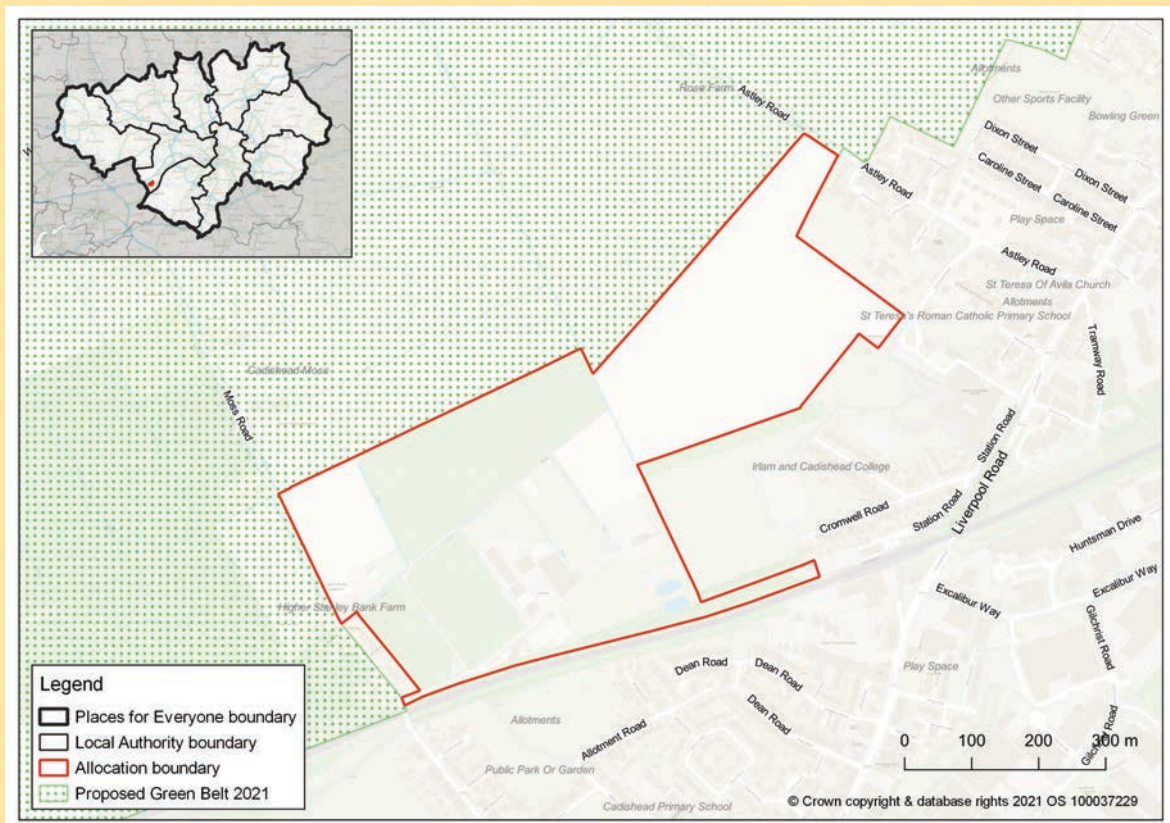 Allotments
Other Sports Facility
Bowling Green
Rose Farm
Astley Road
Dixon Street
Dixon Street
Caroline Street
Caroline Street
Astley Road
Play Space
Astley Road
St Teresa Of Avila Church
Allotments
St Teresa's Roman Catholic Primary School
Tramway Road
Cadishead Moss
Moss Road
Station Road
Irlam and Cadishead College
Liverpool Road
Cromwell Road
Station Road
Huntsman Drive
Excalibur Way
Excalibur Way
Higher Stanley Bank Farm
Gilchrist Road
Dean Road
Dean Road
Play Space
Dean Road
Allotments
Allotment Road
Gilchrist Road
Public Park Or Garden
Cadishead Primary School
Legend
Places for Everyone boundary
Local Authority boundary
Allocation boundary
Proposed Green Belt 2021
0 100 200 300 m
© Crown copyright & database rights 2021 OS 100037229